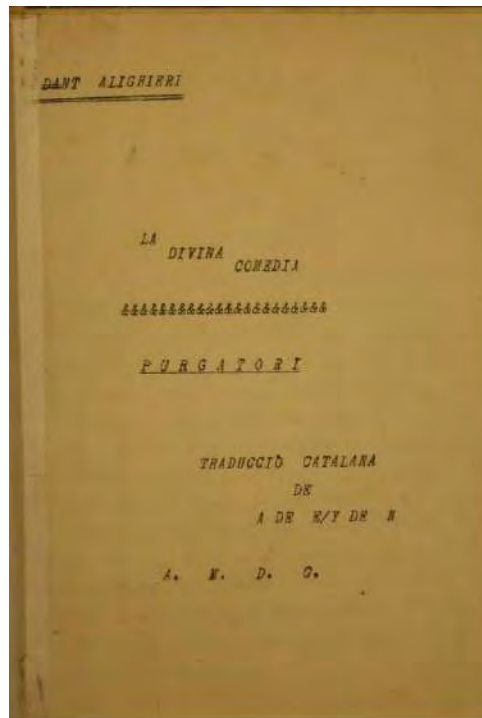 DANT ALIGHIERI
LA
DIVINA
COMEDIA
&&&&&&&&&&&&&&&&&&&&&&
PURGATORI
TRADUCCIÒ CATALANA
DE
A DE E/Y DE N
A. M. D. G.